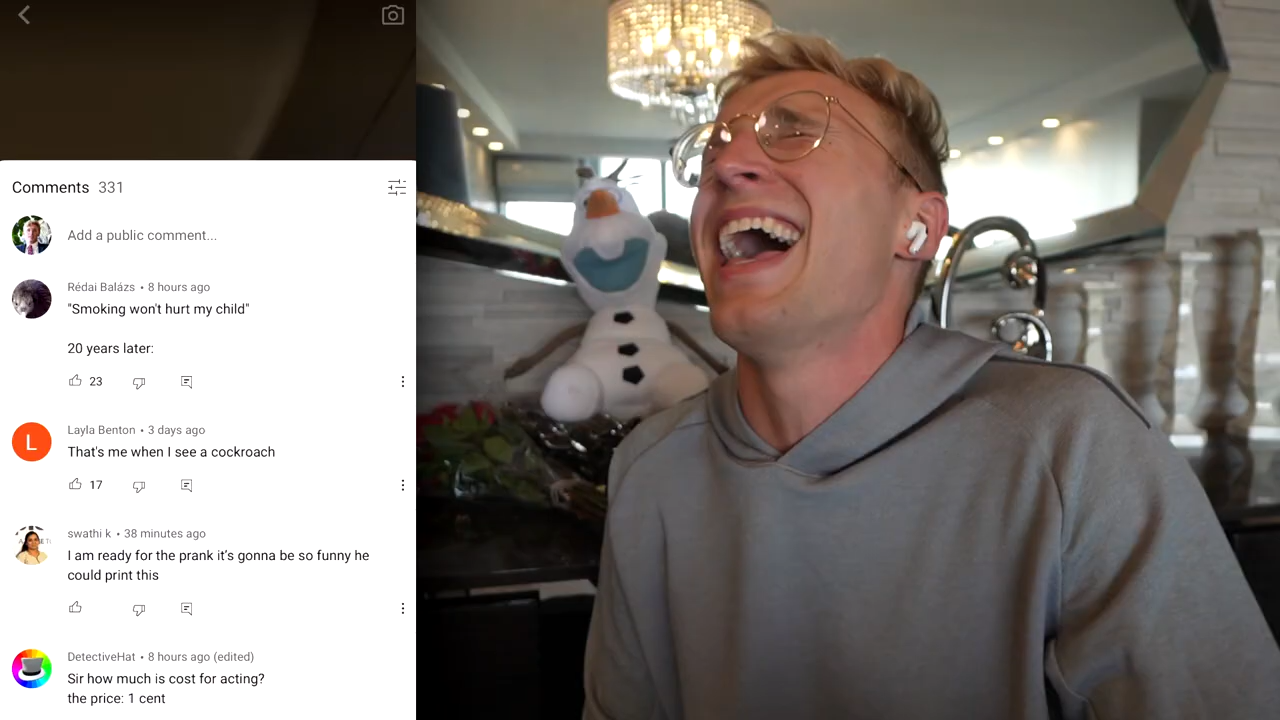 Comments 331
Add a public comment...
Rédai Balázs • 8 hours ago
"Smoking won't hurt my child"
20 years later:
23
Layla Benton • 3 days ago
L
That's me when I see a cockroach
17
swathi k • 38 minutes ago
I am ready for the prank it's gonna be so funny he
could print this
DetectiveHat • 8 hours ago (edited)
Sir how much is cost for acting?
the price: 1 cent